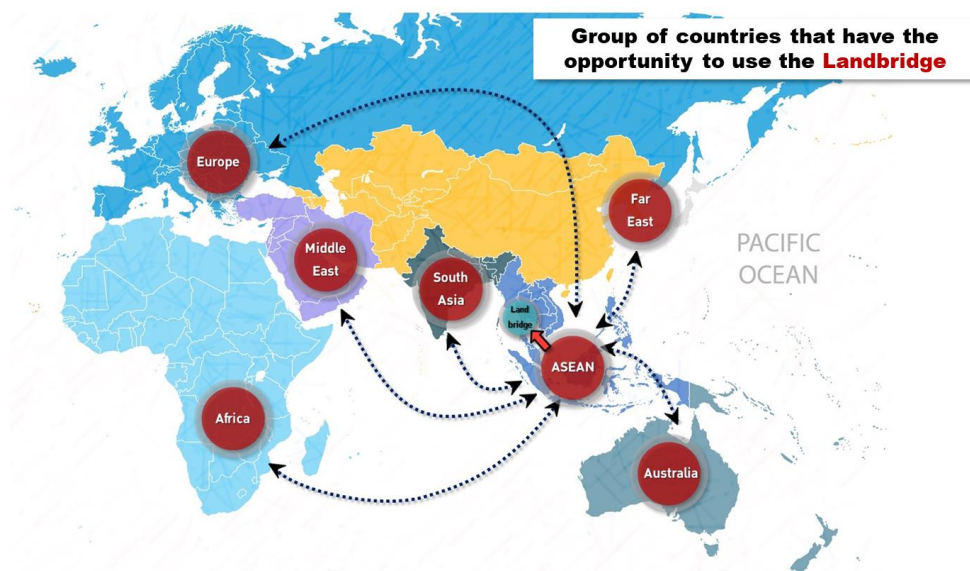 Group of countries that have the
opportunity to use the Landbridge
Europe
Far
East
PACIFIC
OCEAN
Middle
East
South
Asia
Land
bridge
ASEAN
Africa
Australia